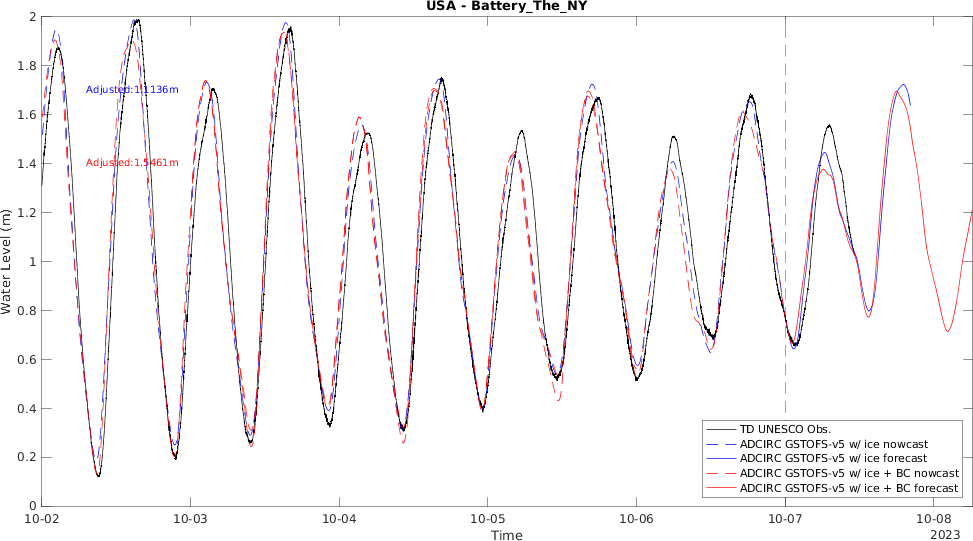 USA - Battery_The_NY
2
1.8
Adjusted:1.1136m
1.6
1.4
Adjusted:1.5461m
1.2
Water Level (m)
1
0.8
0.6
0.4
0.2
0
TD UNESCO Obs.
ADCIRC GSTOFS-v5 w/ ice nowcast
ADCIRC GSTOFS-v5 w/ ice forecast
ADCIRC GSTOFS-v5 w/ ice + BC nowcast
ADCIRC GSTOFS-v5 w/ ice + BC forecast
10-02 10-03 10-04 10-05 10-06 10-07 10-08
Time
2023